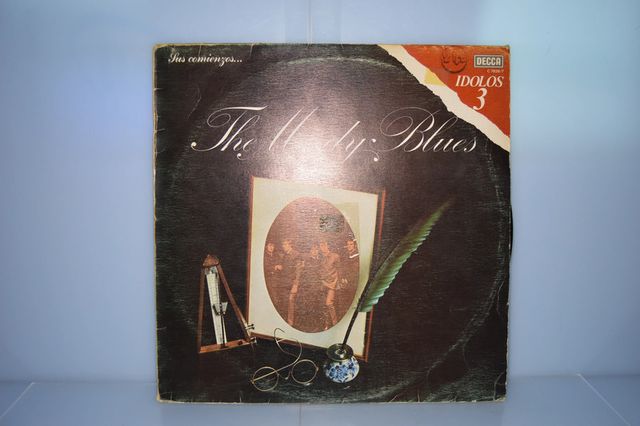 Sus comienzos...
DECCA
IDOLOS
3
The Moody Blues